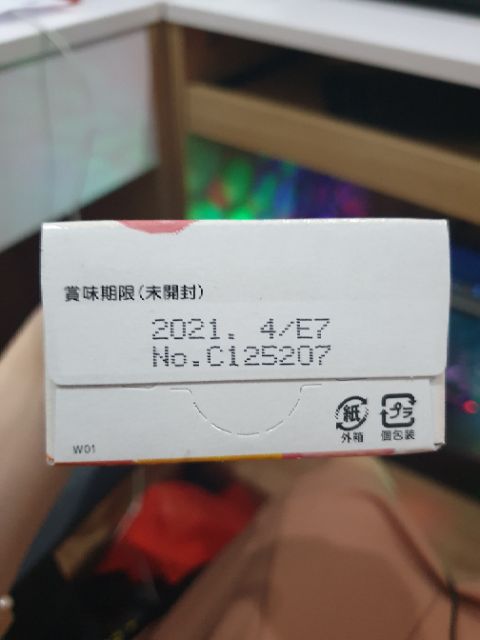 賞味期限(未開封)
2021. 4/E7
No.C125207
紙
プラ
外箱
個包装
W01